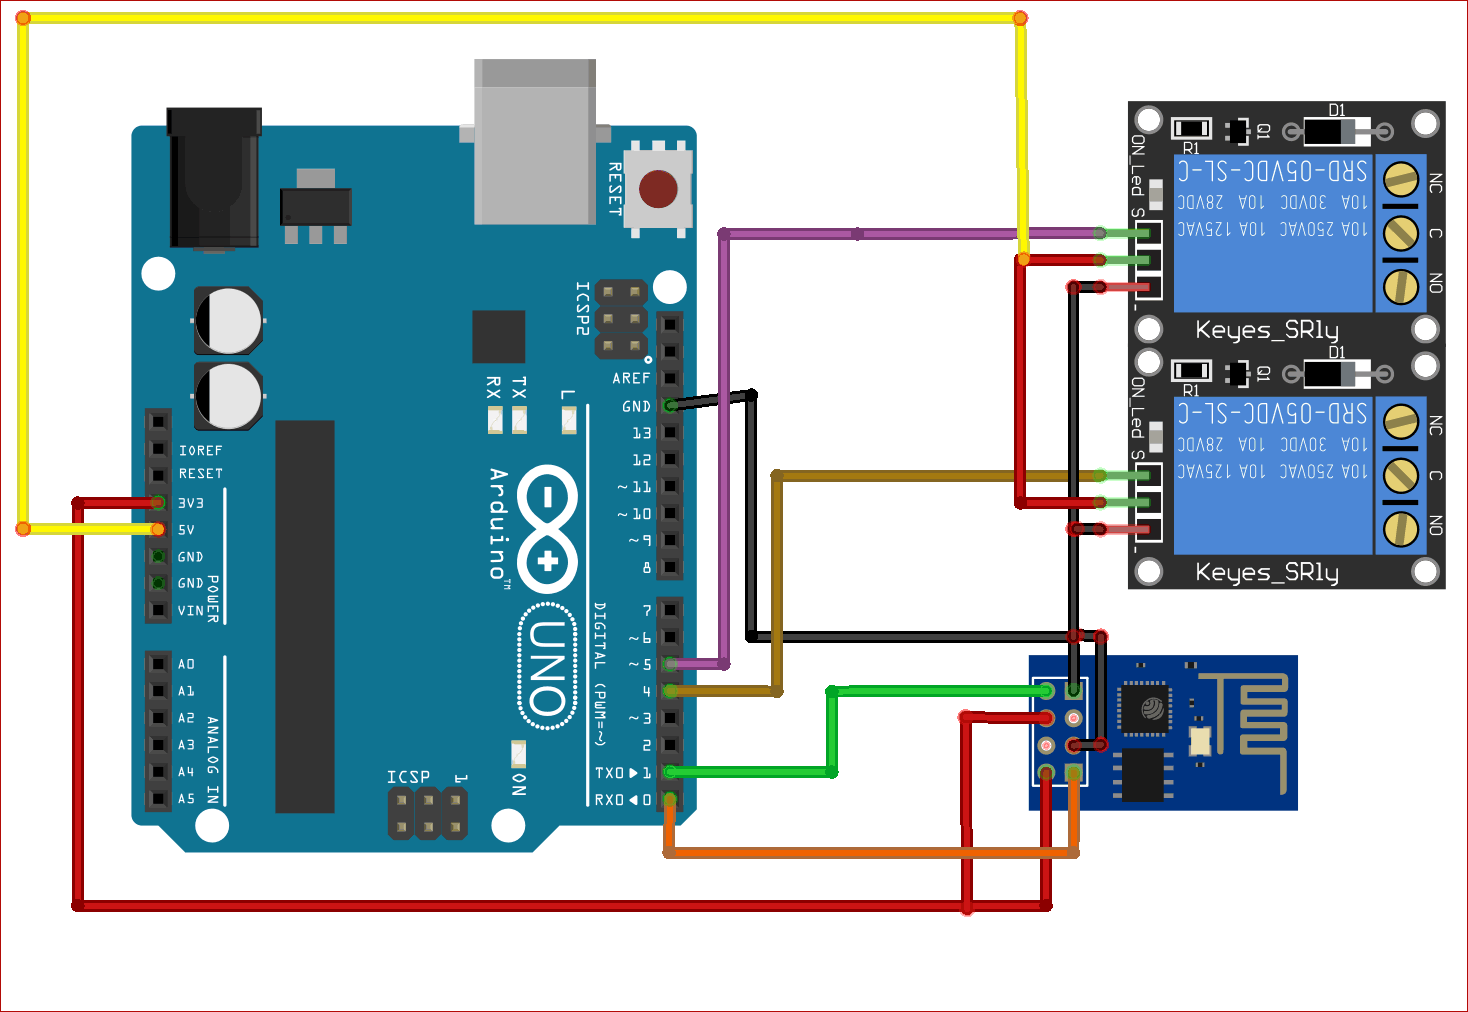 RESET
ICSP2
AREF
GND
13
12
~11
~10
~9
8
7
~6
~5
4
~3
2
TX0▶1
RX0◀0
RX
TX
L
Arduino
TM
UNO
DIGITAL (PWM=~)
IOREF
RESET
3V3
5V
GND
GND
VIN
POWER
A0
A1
A2
A3
A4
A5
ANALOG IN
ICSP
1
ON
ON_Led
S
-
R1
Q1
D1
SRD-05VDC-SL-C
10A 30VDC 10A 28VDC
10A 250VAC 10A 125VAC
NC
C
NO
Keyes_SRly
ON_Led
S
-
R1
Q1
D1
SRD-05VDC-SL-C
10A 30VDC 10A 28VDC
10A 250VAC 10A 125VAC
NC
C
NO
Keyes_SRly